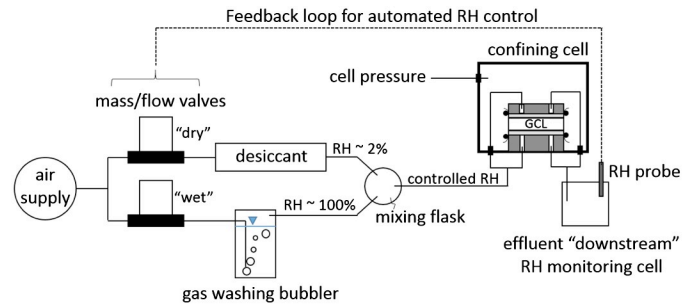 Feedback loop for automated RH control
confining cell
cell pressure
mass/flow valves
GCL
"dry"
desiccant
RH ~ 2%
air
supply
controlled RH
RH probe
"wet"
RH ~ 100%
mixing flask
effluent "downstream"
RH monitoring cell
gas washing bubbler